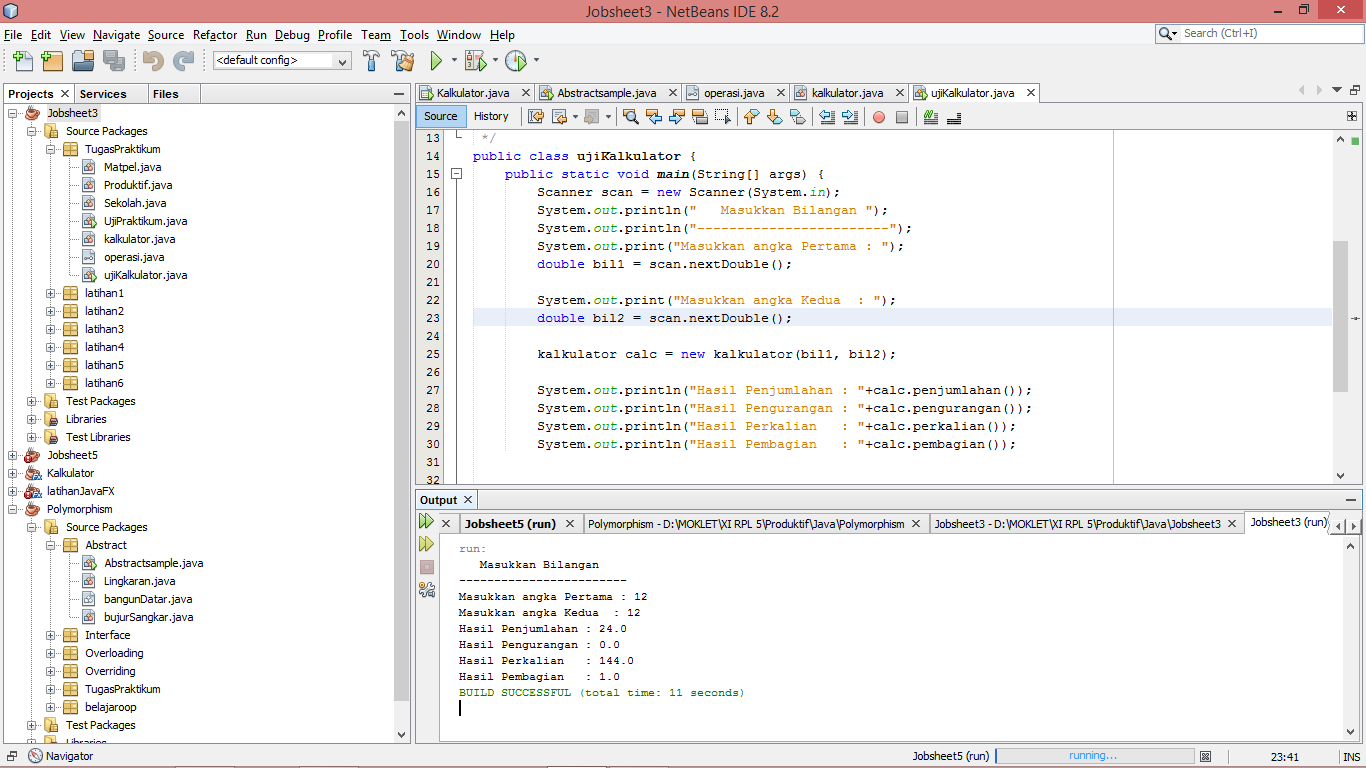 Jobsheet3 - NetBeans IDE 8.2
File Edit View Navigate Source Refactor Run Debug Profile Team Tools Window Help
Search (Ctrl+I)
<default config>
Projects Services Files
Jobsheet3
Source Packages
TugasPraktikum
Matpel.java
Produktif.java
Sekolah.java
UjiPraktikum.java
kalkulator.java
operasi.java
ujiKalkulator.java
latihan1
latihan2
latihan3
latihan4
latihan5
latihan6
Test Packages
Libraries
Test Libraries
Jobsheet5
Kalkulator
latihanJavaFX
Polymorphism
Source Packages
Abstract
Abstractsample.java
Lingkaran.java
bangunDatar.java
bujurSangkar.java
Interface
Overloading
Overriding
TugasPraktikum
belajaroop
Test Packages
Libraries
Navigator
Kalkulator.java Abstractsample.java operasi.java kalkulator.java ujiKalkulator.java
Source History
13 */
14 public class ujiKalkulator {
15 public static void main(String[] args) {
16 Scanner scan = new Scanner(System.in);
17 System.out.println("   Masukkan Bilangan ");
18 System.out.println("------------------------");
19 System.out.print("Masukkan angka Pertama : ");
20 double bil1 = scan.nextDouble();
21
22 System.out.print("Masukkan angka Kedua  : ");
23 double bil2 = scan.nextDouble();
24
25 kalkulator calc = new kalkulator(bil1, bil2);
26
27 System.out.println("Hasil Penjumlahan : "+calc.penjumlahan());
28 System.out.println("Hasil Pengurangan : "+calc.pengurangan());
29 System.out.println("Hasil Perkalian   : "+calc.perkalian());
30 System.out.println("Hasil Pembagian   : "+calc.pembagian());
31
32
Output
Jobsheet5 (run) Polymorphism - D:\MOKLET\XI RPL 5\Produktif\Java\Polymorphism Jobsheet3 - D:\MOKLET\XI RPL 5\Produktif\Java\Jobsheet3 Jobsheet3 (run)
run:
Masukkan Bilangan
------------------------
Masukkan angka Pertama : 12
Masukkan angka Kedua  : 12
Hasil Penjumlahan : 24.0
Hasil Pengurangan : 0.0
Hasil Perkalian   : 144.0
Hasil Pembagian   : 1.0
BUILD SUCCESSFUL (total time: 11 seconds)
Jobsheet5 (run) running... 23:41 INS